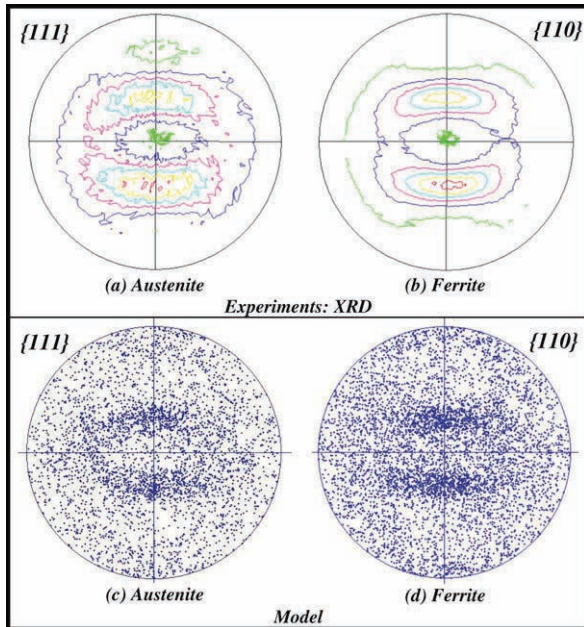 {111}
{110}
(a) Austenite
(b) Ferrite
Experiments: XRD
{111}
{110}
(c) Austenite
(d) Ferrite
Model